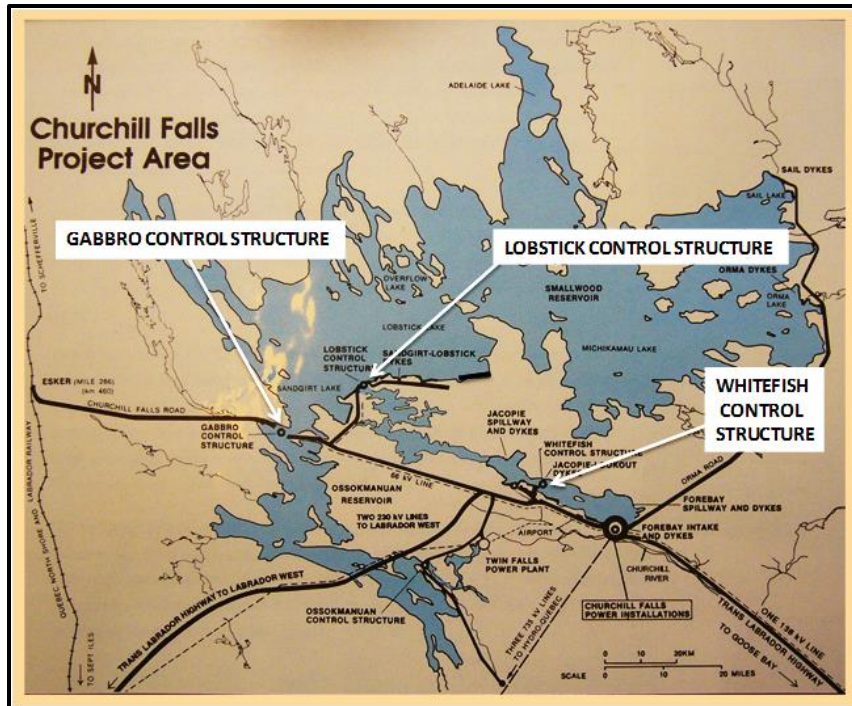 N
Churchill Falls
Project Area
ADELAIDE LAKE
SAIL DYKES
SAIL LAKE
GABBRO CONTROL STRUCTURE
LOBSTICK CONTROL STRUCTURE
TO SCHEFFERVILLE
OVERFLOW
LAKE
SMALLWOOD
RESERVOIR
ORMA DYKES
ORMA
LAKE
LOBSTICK LAKE
MICHIKAMAU LAKE
LOBSTICK
CONTROL
STRUCTURE
SANDGIRT-LOBSTICK
DYKES
ESKER (MILE 286)
(km 460)
SANDGIRT LAKE
WHITEFISH
CONTROL
STRUCTURE
CHURCHILL FALLS ROAD
GABBRO
CONTROL
STRUCTURE
JACOPIE
SPILLWAY AND
DYKES
WHITEFISH
CONTROL STRUCTURE
JACOPIE-LOOKOUT
DYKES
ORMA ROAD
66 kV LINE
OSSOKMANUAN
RESERVOIR
FOREBAY
SPILLWAY AND DYKES
TWO 230 kV LINES
TO LABRADOR WEST
AIRPORT
FOREBAY INTAKE
AND DYKES
TWIN FALLS
POWER PLANT
CHURCHILL
RIVER
QUEBEC NORTH SHORE AND LABRADOR RAILWAY
TRANS LABRADOR HIGHWAY TO LABRADOR WEST
OSSOKMANUAN
CONTROL STRUCTURE
CHURCHILL FALLS
POWER INSTALLATIONS
THREE 735 kV LINES
TO HYDRO-QUEBEC
ONE 138 kV LINE
TRANS LABRADOR HIGHWAY
TO GOOSE BAY
TO SEPT ILES
SCALE
0 10 20KM
0 10 20 MILES